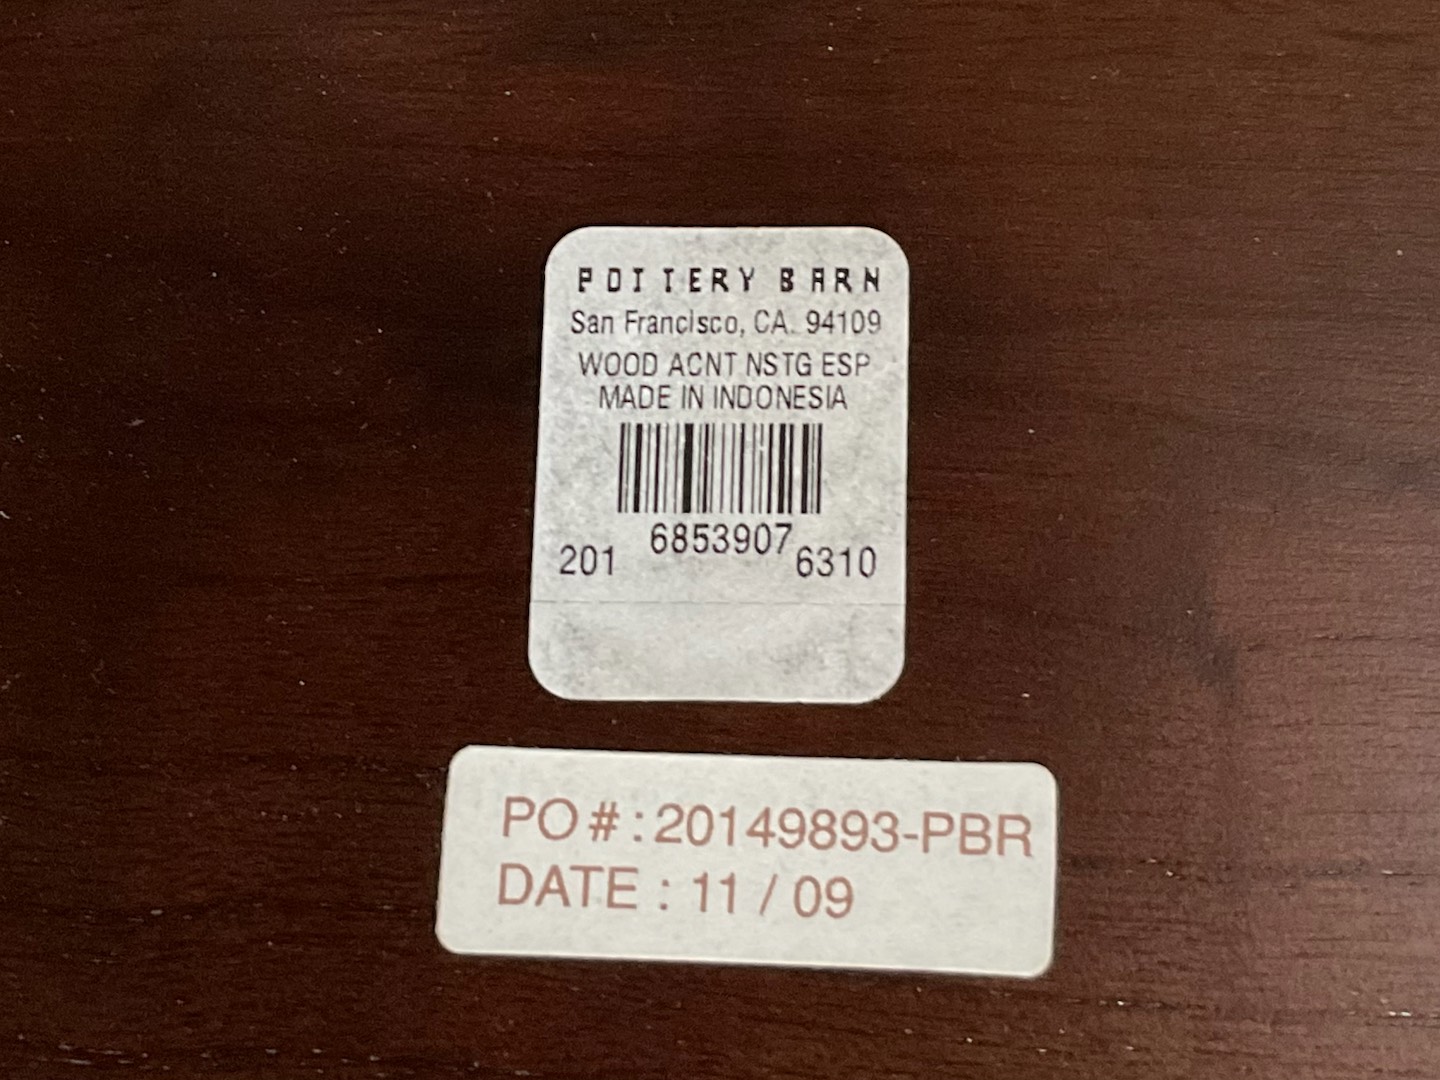 POTTERY BARN
San Francisco, CA. 94109
WOOD ACNT NSTG ESP
MADE IN INDONESIA
6853907
201 6310
PO # : 20149893-PBR
DATE : 11 / 09